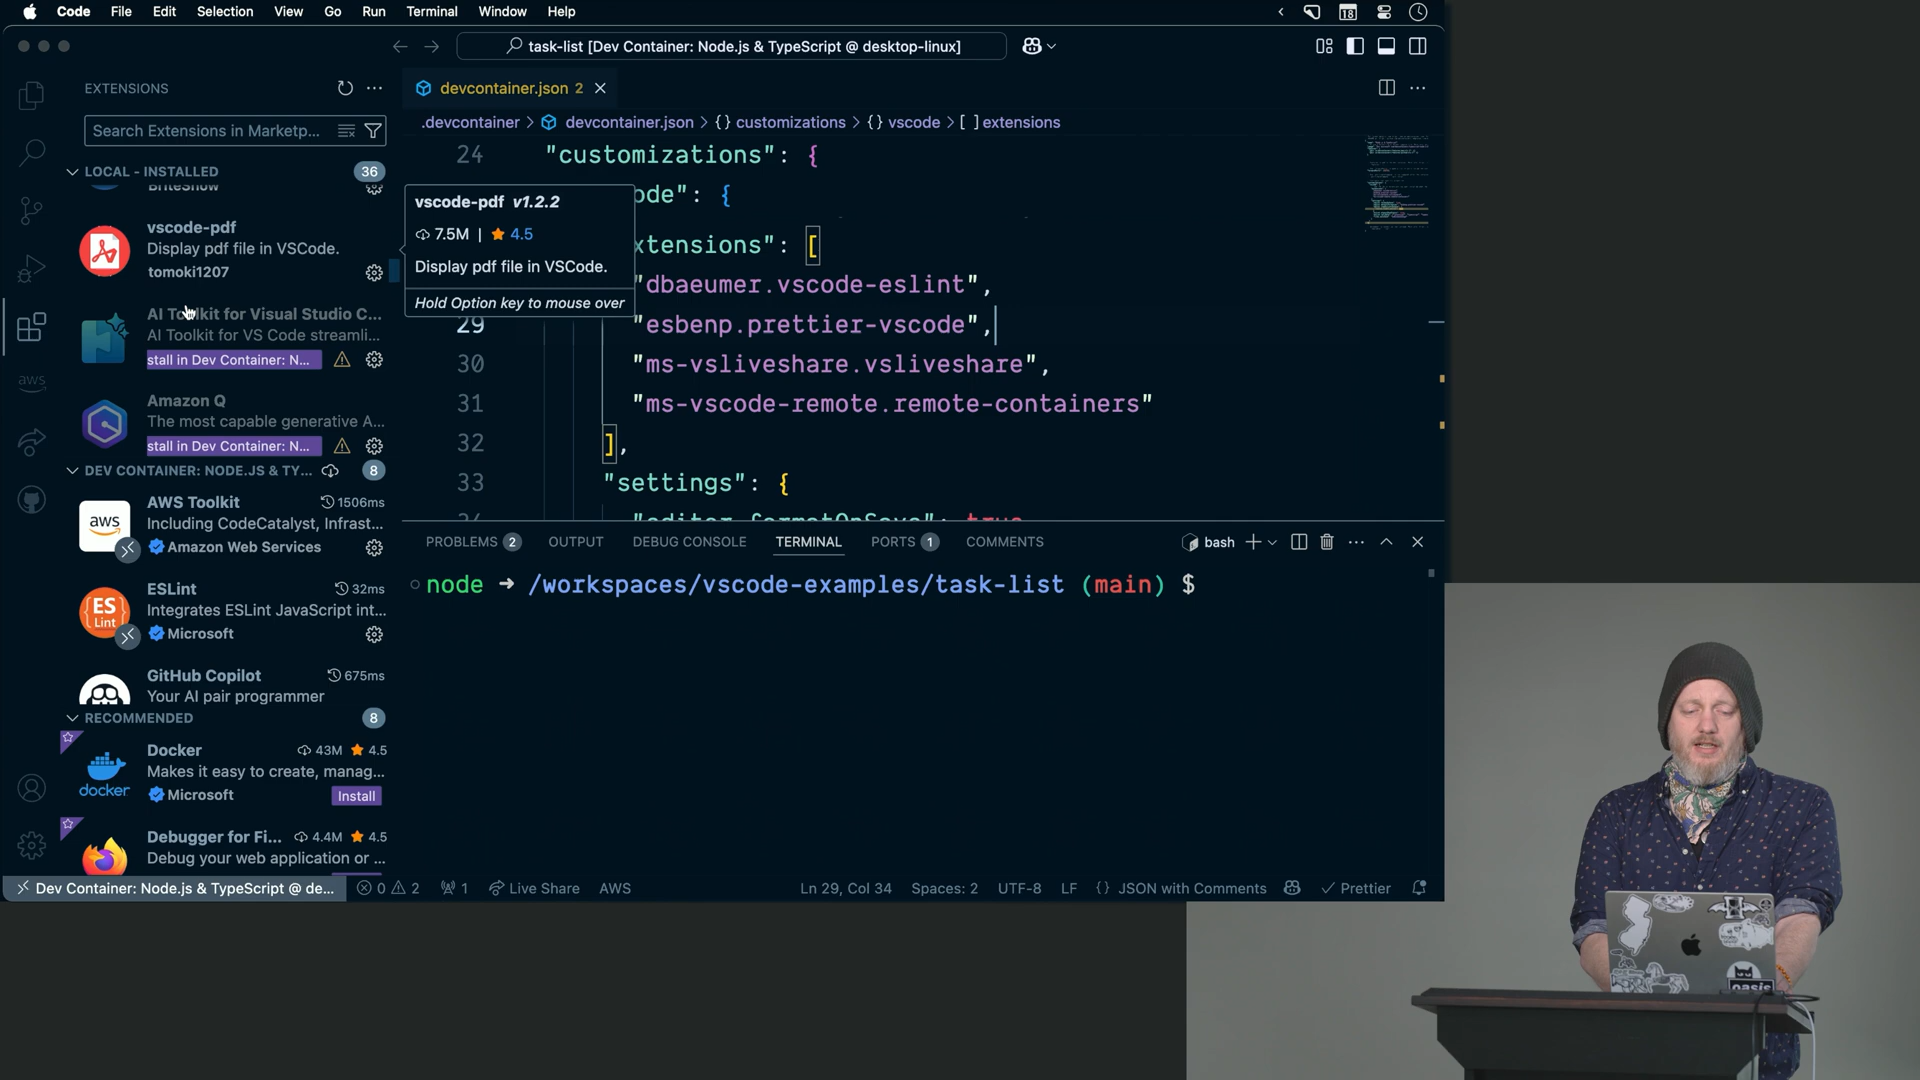 Code File Edit Selection View Go Run Terminal Window Help
18
task-list [Dev Container: Node.js & TypeScript @ desktop-linux]
EXTENSIONS
Search Extensions in Marketp...
LOCAL - INSTALLED 36
BriteSnow
vscode-pdf
Display pdf file in VSCode.
tomoki1207
AI Toolkit for Visual Studio C...
AI Toolkit for VS Code streamli...
stall in Dev Container: N...
Amazon Q
The most capable generative A...
stall in Dev Container: N...
DEV CONTAINER: NODE.JS & TY... 8
aws
AWS Toolkit 1506ms
Including CodeCatalyst, Infrast...
Amazon Web Services
ES
Lint
ESLint 32ms
Integrates ESLint JavaScript int...
Microsoft
GitHub Copilot 675ms
Your AI pair programmer
RECOMMENDED 8
docker
Docker 43M 4.5
Makes it easy to create, manag...
Microsoft Install
Debugger for Fi... 4.4M 4.5
Debug your web application or ...
aws
vscode-pdf v1.2.2
7.5M | 4.5
Display pdf file in VSCode.
Hold Option key to mouse over
devcontainer.json 2
.devcontainer > devcontainer.json > {} customizations > {} vscode > [ ] extensions
24 "customizations": {
ode": {
xtensions": [
"dbaeumer.vscode-eslint",
29 "esbenp.prettier-vscode",
30 "ms-vsliveshare.vsliveshare",
31 "ms-vscode-remote.remote-containers"
32 ],
33 "settings": {
34 "editor.formatOnSave": true
PROBLEMS 2 OUTPUT DEBUG CONSOLE TERMINAL PORTS 1 COMMENTS bash
node ➜ /workspaces/vscode-examples/task-list (main) $
Dev Container: Node.js & TypeScript @ de... 0 2 1 Live Share AWS Ln 29, Col 34 Spaces: 2 UTF-8 LF {} JSON with Comments Prettier
oasis